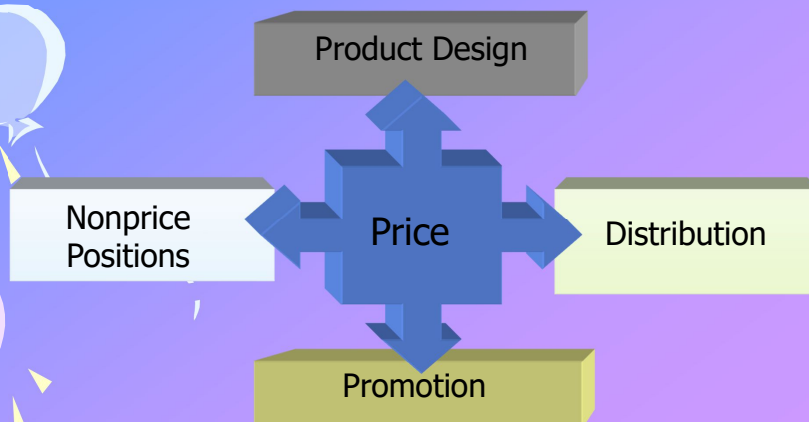 Product Design
Nonprice
Positions
Price
Distribution
Promotion